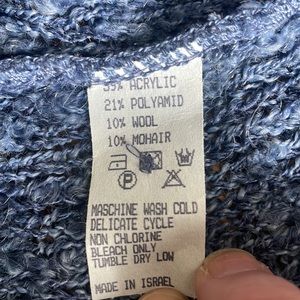 59% ACRYLIC
21% POLYAMID
10% WOOL
10% MOHAIR
P
MASCHINE WASH COLD
DELICATE CYCLE
NON CHLORINE
BLEACH ONLY
TUMBLE DRY LOW
MADE IN ISRAEL